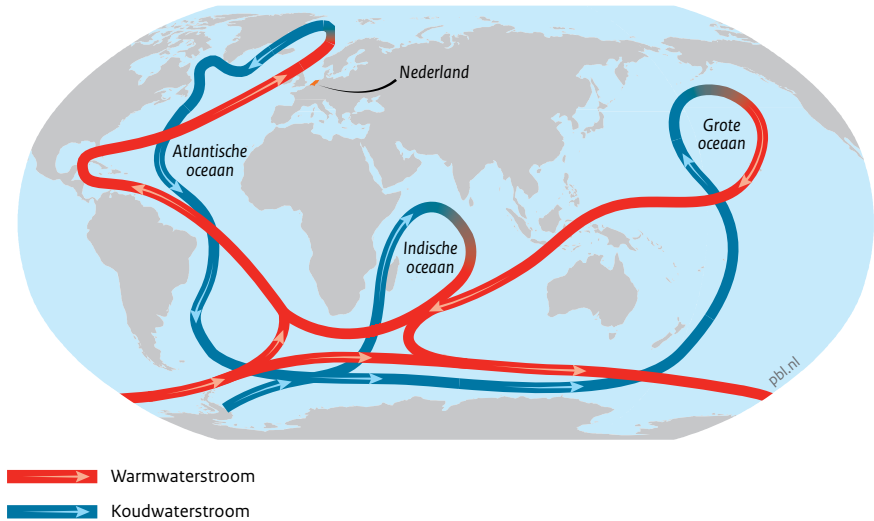 Nederland
Grote
oceaan
Atlantische
oceaan
Indische
oceaan
pbl.nl
Warmwaterstroom
Koudwaterstroom